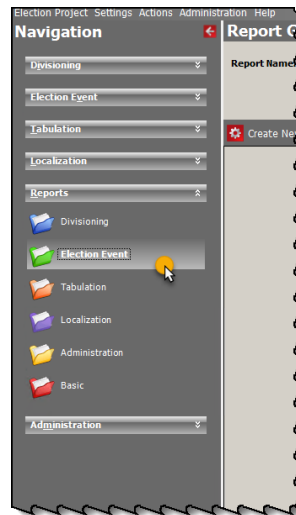 Election Project Settings Actions Administration Help
Navigation
Report
Divisioning
Report Name
Election Event
Tabulation
Create Ne
Localization
Reports
Divisioning
Election Event
Tabulation
Localization
Administration
Basic
Administration